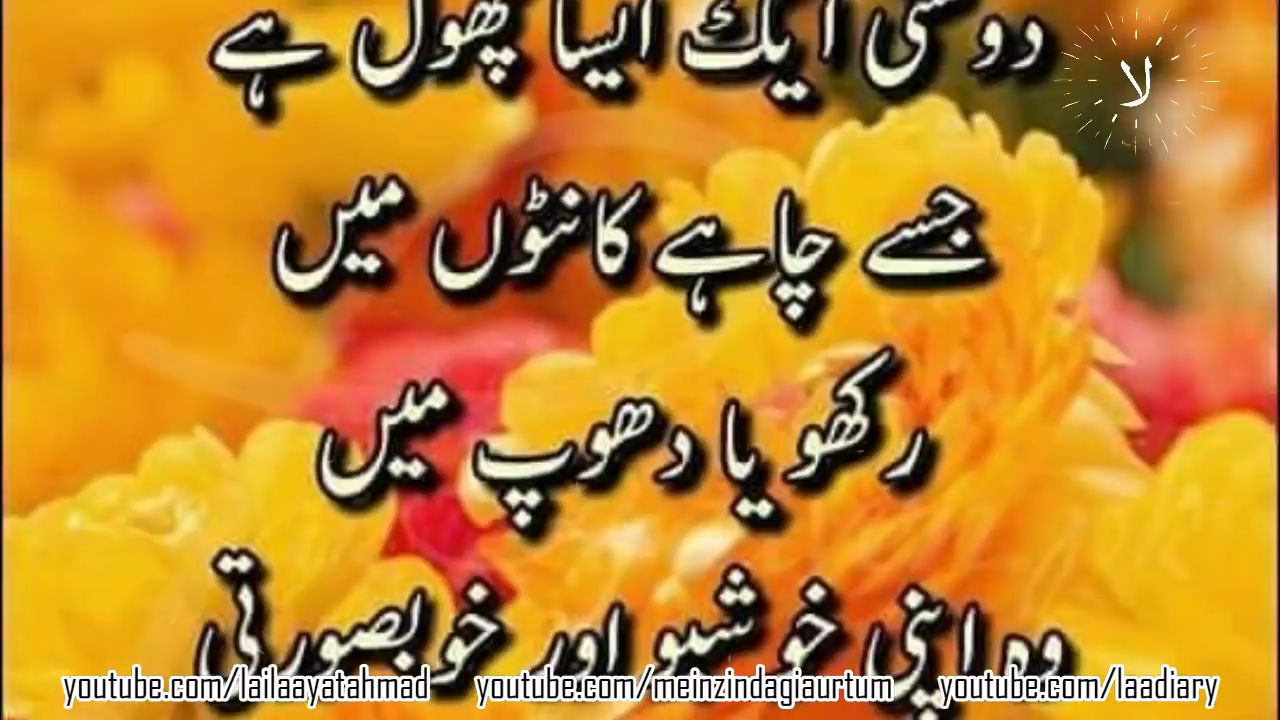 دوستی ایک ایسا پھول ہے
لا
جسے چاہے کانٹوں میں
رکھو یا دھوپ میں
وہ اپنی خوشبو اور خوبصورتی
youtube.com/lailaayatahmad youtube.com/meinzindagiaurtum youtube.com/laadiary